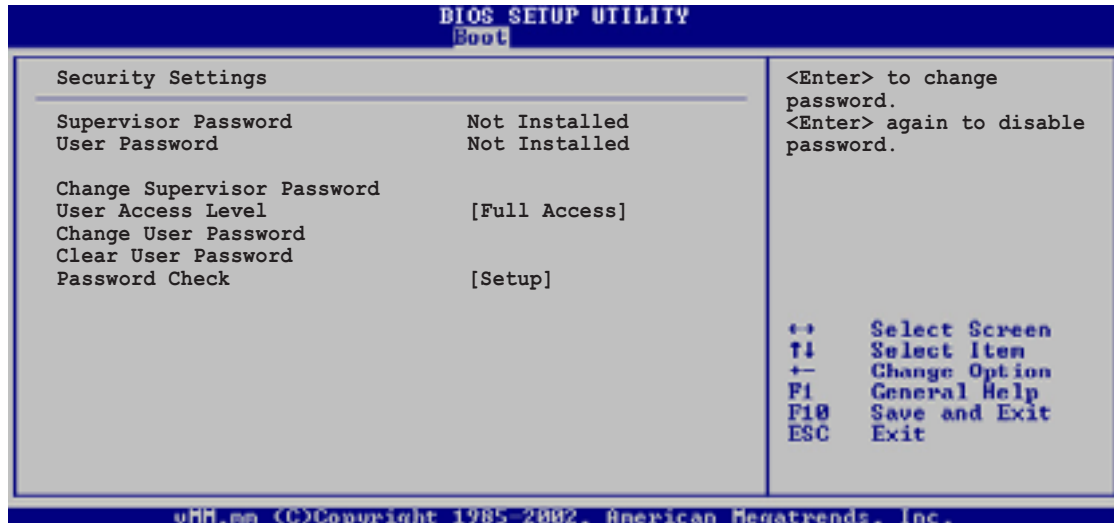 BIOS SETUP UTILITY
Boot
Security Settings
Supervisor Password Not Installed
User Password Not Installed
Change Supervisor Password
User Access Level [Full Access]
Change User Password
Clear User Password
Password Check [Setup]
<Enter> to change
password.
<Enter> again to disable
password.
←→ Select Screen
↑↓ Select Item
+- Change Option
F1 General Help
F10 Save and Exit
ESC Exit
(C)Copyright 1985-2002, American Megatrends, Inc.